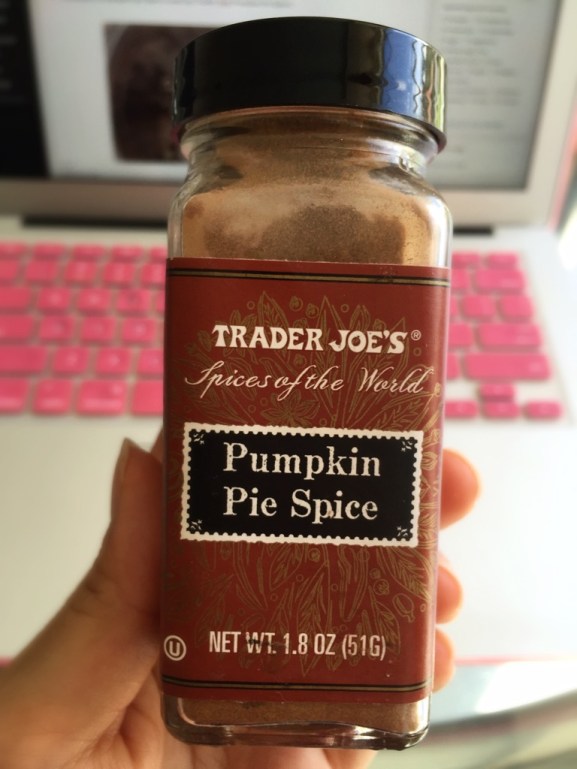 TRADER JOE'S®
Spices of the World
Pumpkin
Pie Spice
U
NET WT. 1.8 OZ (51G)